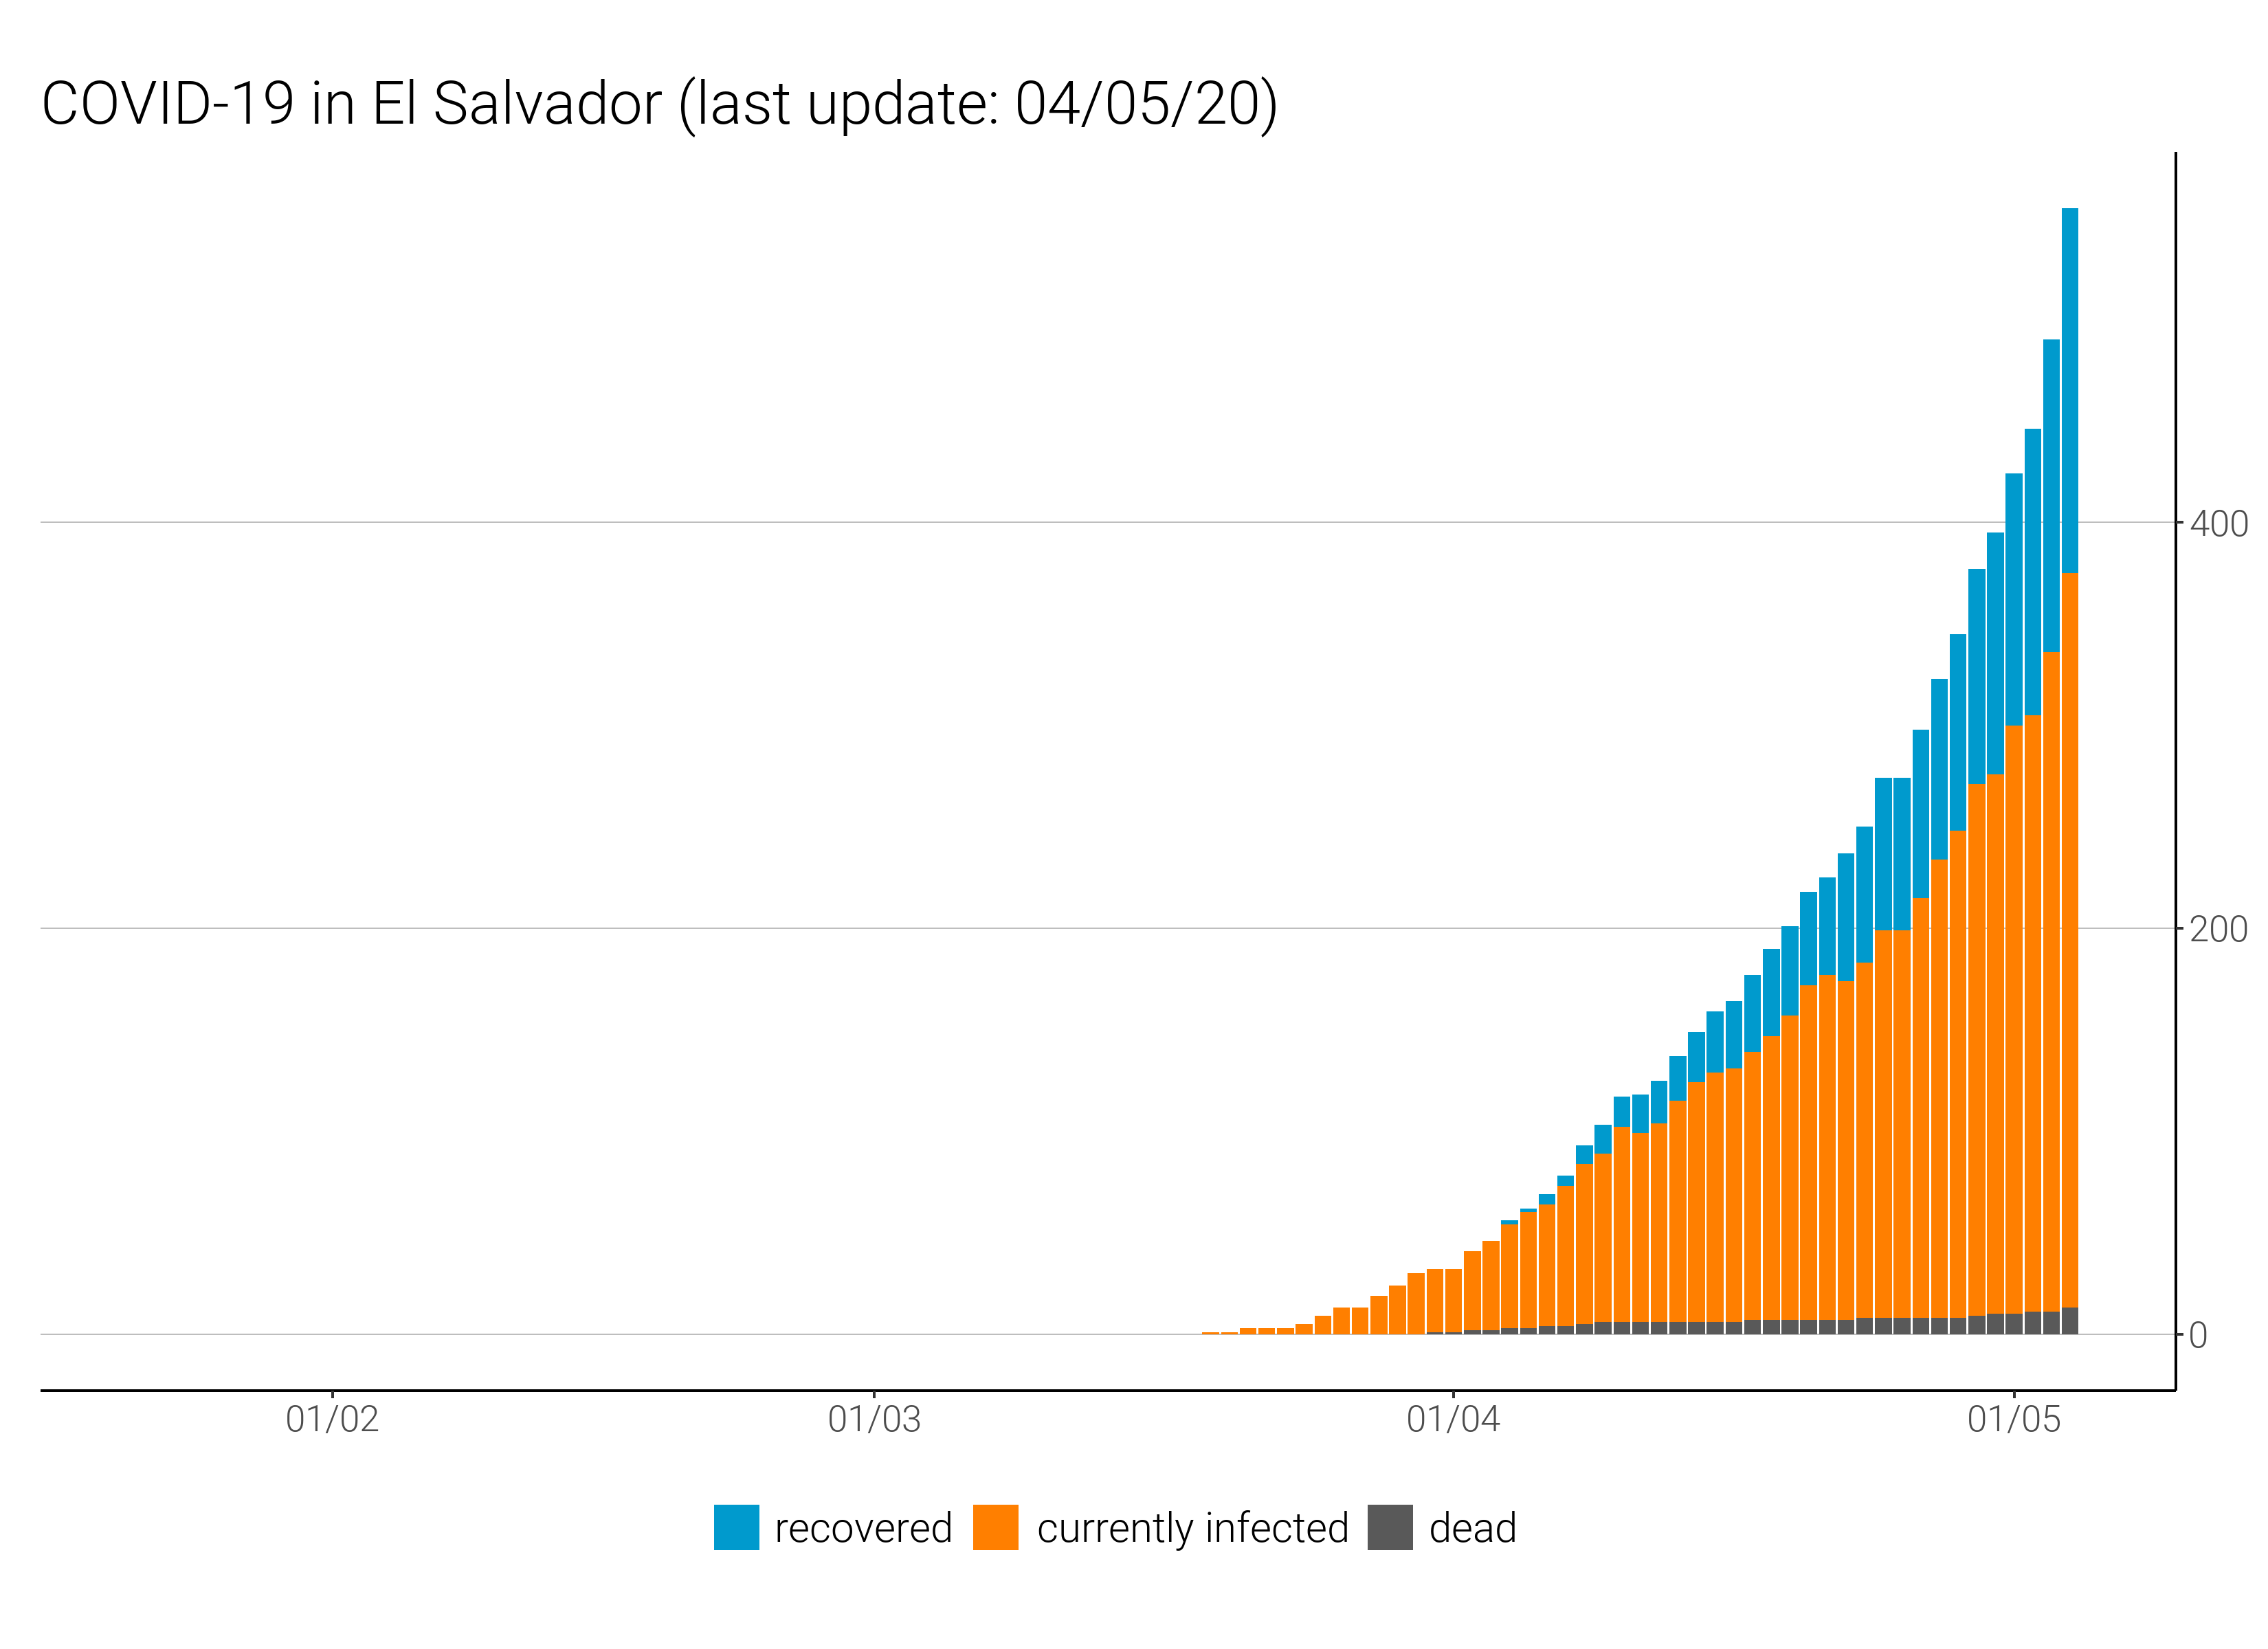 COVID-19 in El Salvador (last update: 04/05/20)
400
200
0
01/02 01/03 01/04 01/05
recovered currently infected dead